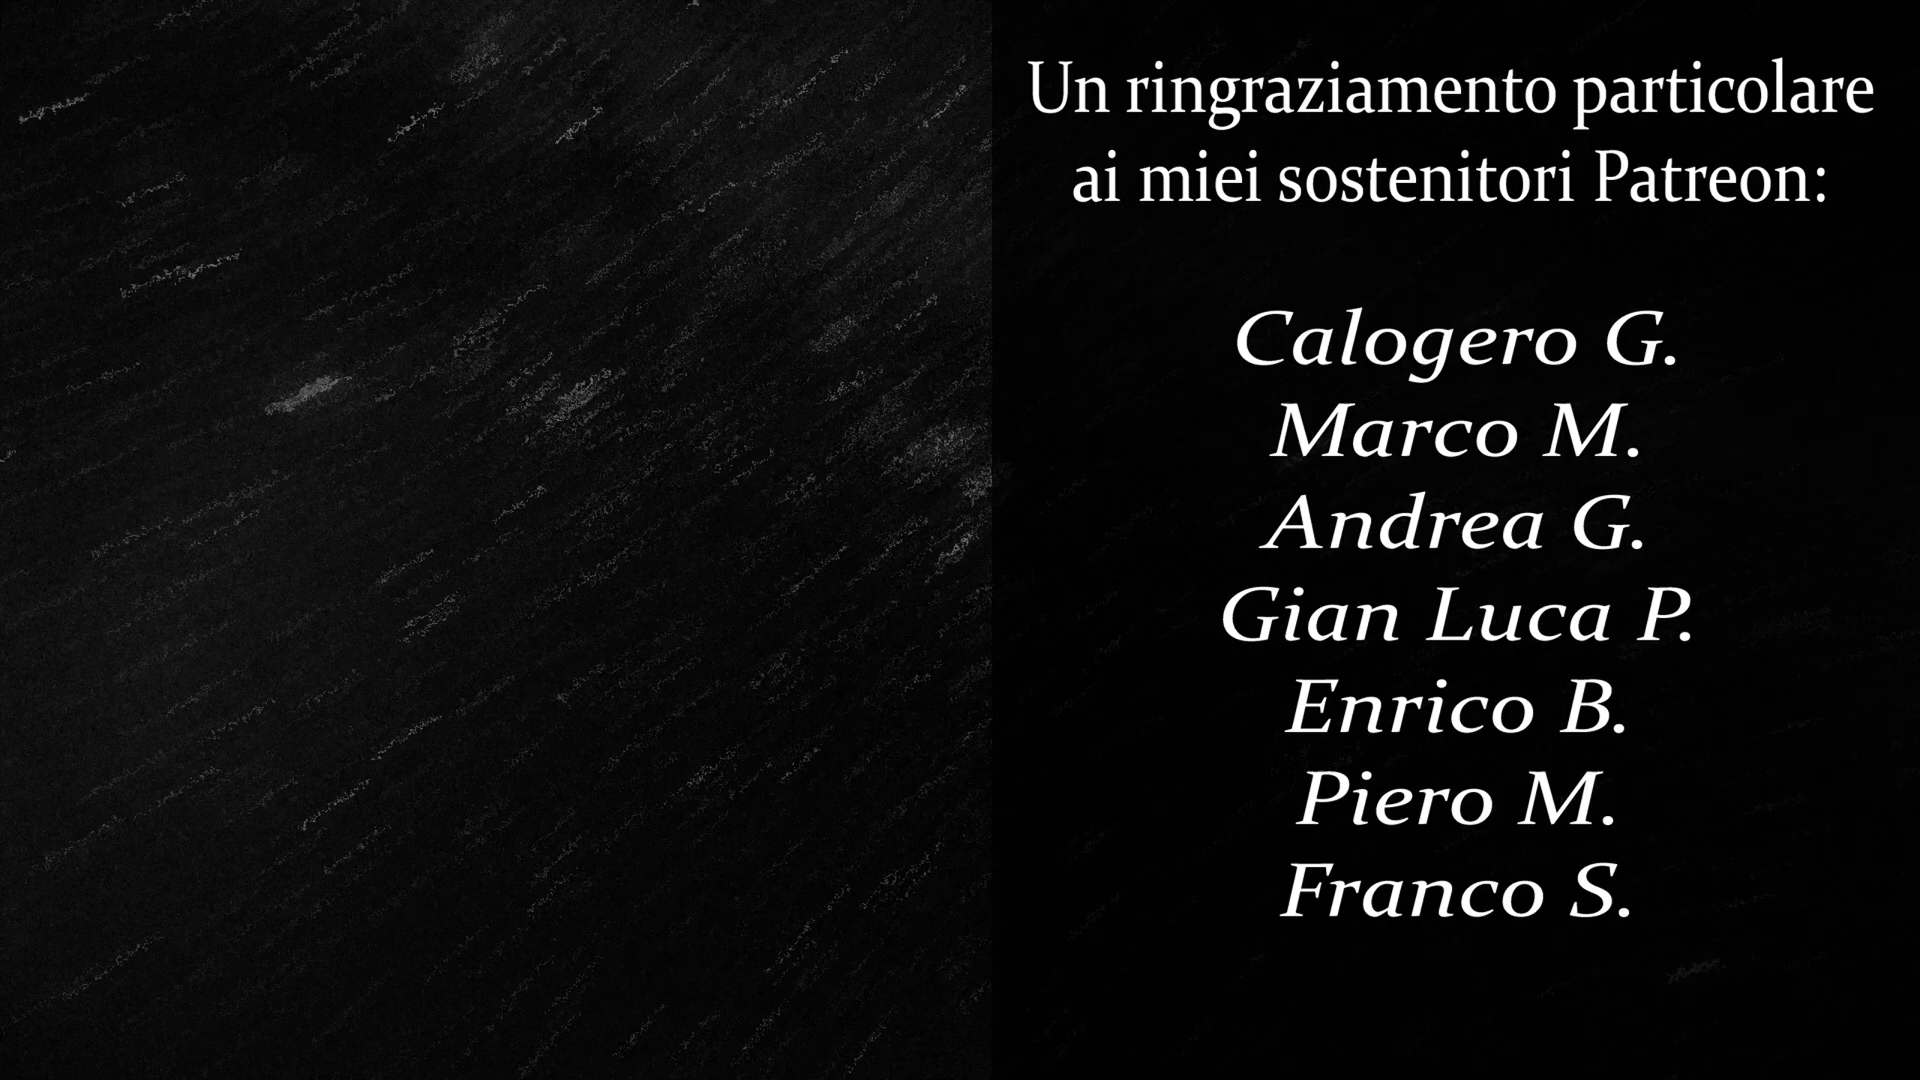 Un ringraziamento particolare
ai miei sostenitori Patreon:
Calogero G.
Marco M.
Andrea G.
Gian Luca P.
Enrico B.
Piero M.
Franco S.